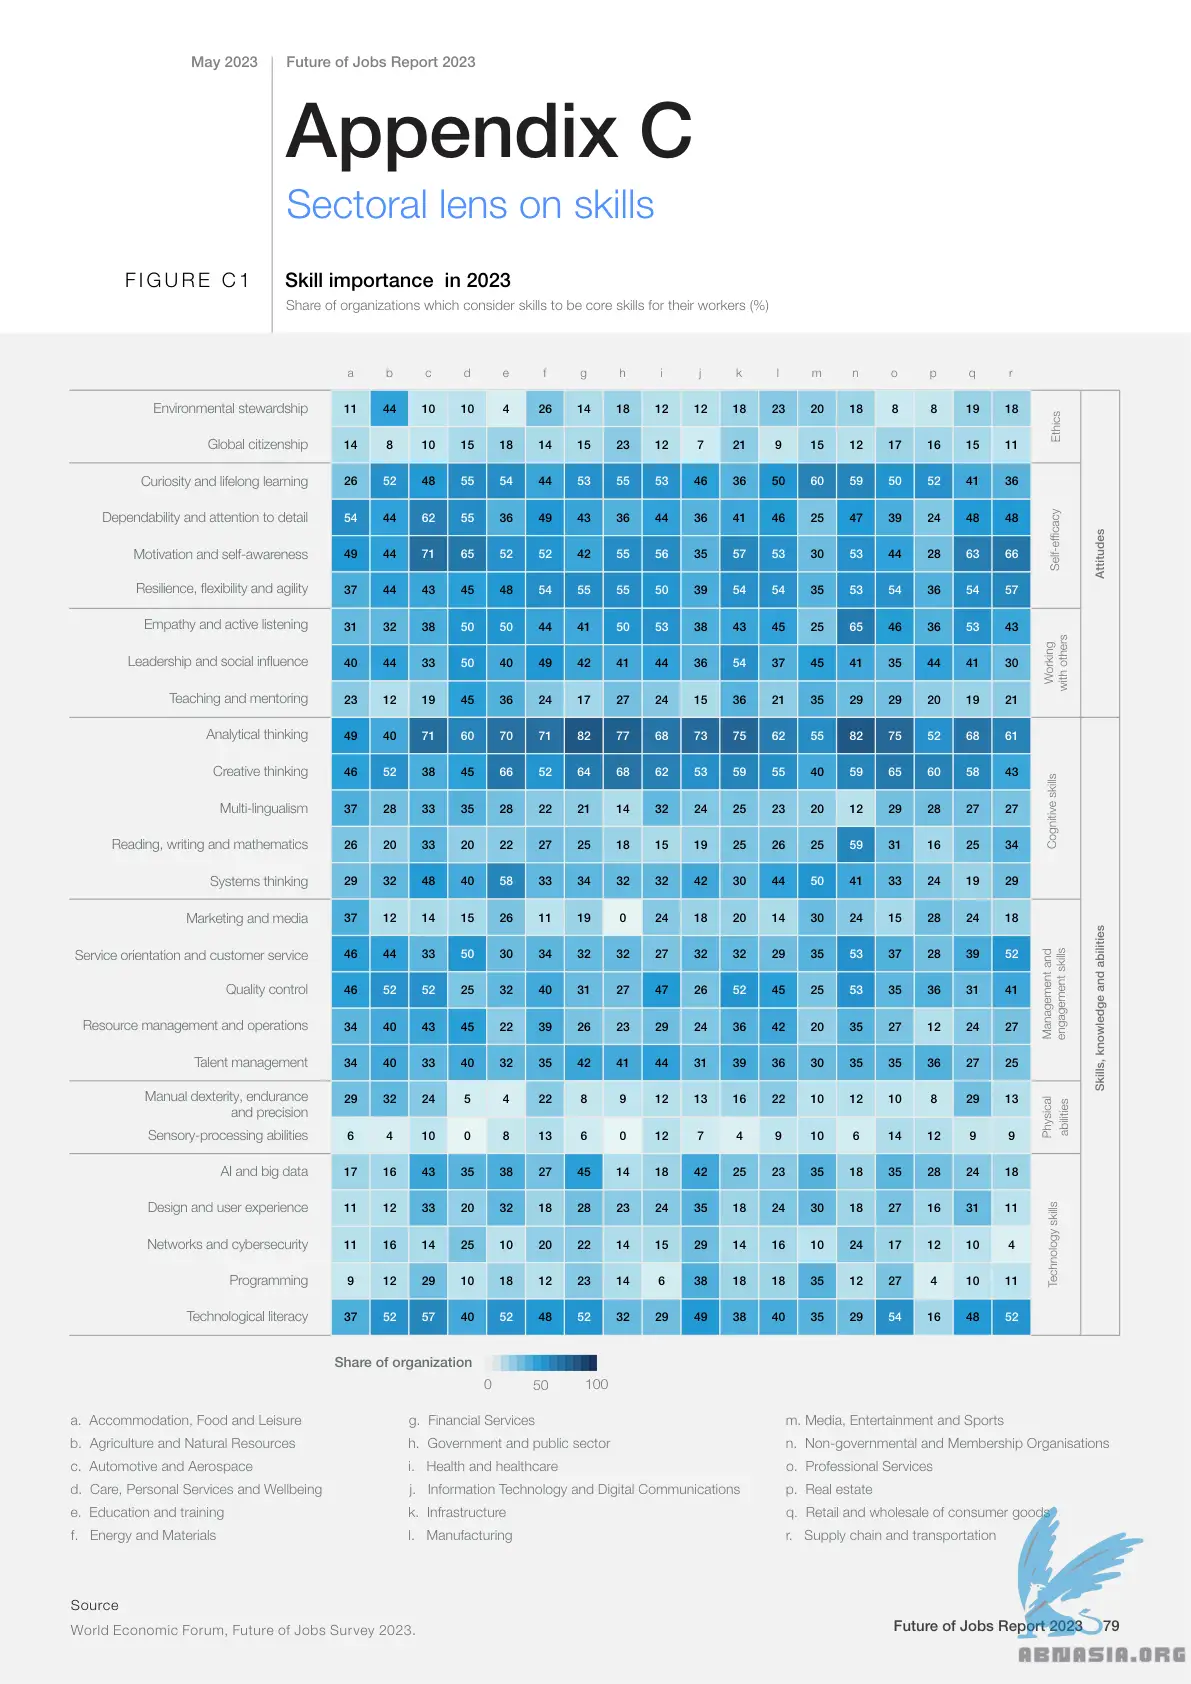 May 2023
Future of Jobs Report 2023
Appendix C
Sectoral lens on skills
FIGURE C1
Skill importance in 2023
Share of organizations which consider skills to be core skills for their workers (%)
a b c d e f g h i j k l m n o p q r
Environmental stewardship 11 44 10 10 4 26 14 18 12 12 18 23 20 18 8 8 19 18
Global citizenship 14 8 10 15 18 14 15 23 12 7 21 9 15 12 17 16 15 11
Ethics
Curiosity and lifelong learning 26 52 48 55 54 44 53 55 53 46 36 50 60 59 50 52 41 36
Dependability and attention to detail 54 44 62 55 36 49 43 36 44 36 41 46 25 47 39 24 48 48
Motivation and self-awareness 49 44 71 65 52 52 42 55 56 35 57 53 30 53 44 28 63 66
Resilience, flexibility and agility 37 44 43 45 48 54 55 55 50 39 54 54 35 53 54 36 54 57
Self-efficacy
Empathy and active listening 31 32 38 50 50 44 41 50 53 38 43 45 25 65 46 36 53 43
Leadership and social influence 40 44 33 50 40 49 42 41 44 36 54 37 45 41 35 44 41 30
Teaching and mentoring 23 12 19 45 36 24 17 27 24 15 36 21 35 29 29 20 19 21
Working
with others
Attitudes
Analytical thinking 49 40 71 60 70 71 82 77 68 73 75 62 55 82 75 52 68 61
Creative thinking 46 52 38 45 66 52 64 68 62 53 59 55 40 59 65 60 58 43
Multi-lingualism 37 28 33 35 28 22 21 14 32 24 25 23 20 12 29 28 27 27
Reading, writing and mathematics 26 20 33 20 22 27 25 18 15 19 25 26 25 59 31 16 25 34
Systems thinking 29 32 48 40 58 33 34 32 32 42 30 44 50 41 33 24 19 29
Cognitive skills
Marketing and media 37 12 14 15 26 11 19 0 24 18 20 14 30 24 15 28 24 18
Service orientation and customer service 46 44 33 50 30 34 32 32 27 32 32 29 35 53 37 28 39 52
Quality control 46 52 52 25 32 40 31 27 47 26 52 45 25 53 35 36 31 41
Resource management and operations 34 40 43 45 22 39 26 23 29 24 36 42 20 35 27 12 24 27
Talent management 34 40 33 40 32 35 42 41 44 31 39 36 30 35 35 36 27 25
Management and
engagement skills
Manual dexterity, endurance
and precision 29 32 24 5 4 22 8 9 12 13 16 22 10 12 10 8 29 13
Sensory-processing abilities 6 4 10 0 8 13 6 0 12 7 4 9 10 6 14 12 9 9
Physical
abilities
AI and big data 17 16 43 35 38 27 45 14 18 42 25 23 35 18 35 28 24 18
Design and user experience 11 12 33 20 32 18 28 23 24 35 18 24 30 18 27 16 31 11
Networks and cybersecurity 11 16 14 25 10 20 22 14 15 29 14 16 10 24 17 12 10 4
Programming 9 12 29 10 18 12 23 14 6 38 18 18 35 12 27 4 10 11
Technological literacy 37 52 57 40 52 48 52 32 29 49 38 40 35 29 54 16 48 52
Technology skills
Skills, knowledge and abilities
Share of organization
0 50 100
a. Accommodation, Food and Leisure
b. Agriculture and Natural Resources
c. Automotive and Aerospace
d. Care, Personal Services and Wellbeing
e. Education and training
f. Energy and Materials
g. Financial Services
h. Government and public sector
i. Health and healthcare
j. Information Technology and Digital Communications
k. Infrastructure
l. Manufacturing
m. Media, Entertainment and Sports
n. Non-governmental and Membership Organisations
o. Professional Services
p. Real estate
q. Retail and wholesale of consumer goods
r. Supply chain and transportation
Source
World Economic Forum, Future of Jobs Survey 2023.
Future of Jobs Report 2023 79
ABNASIA.ORG